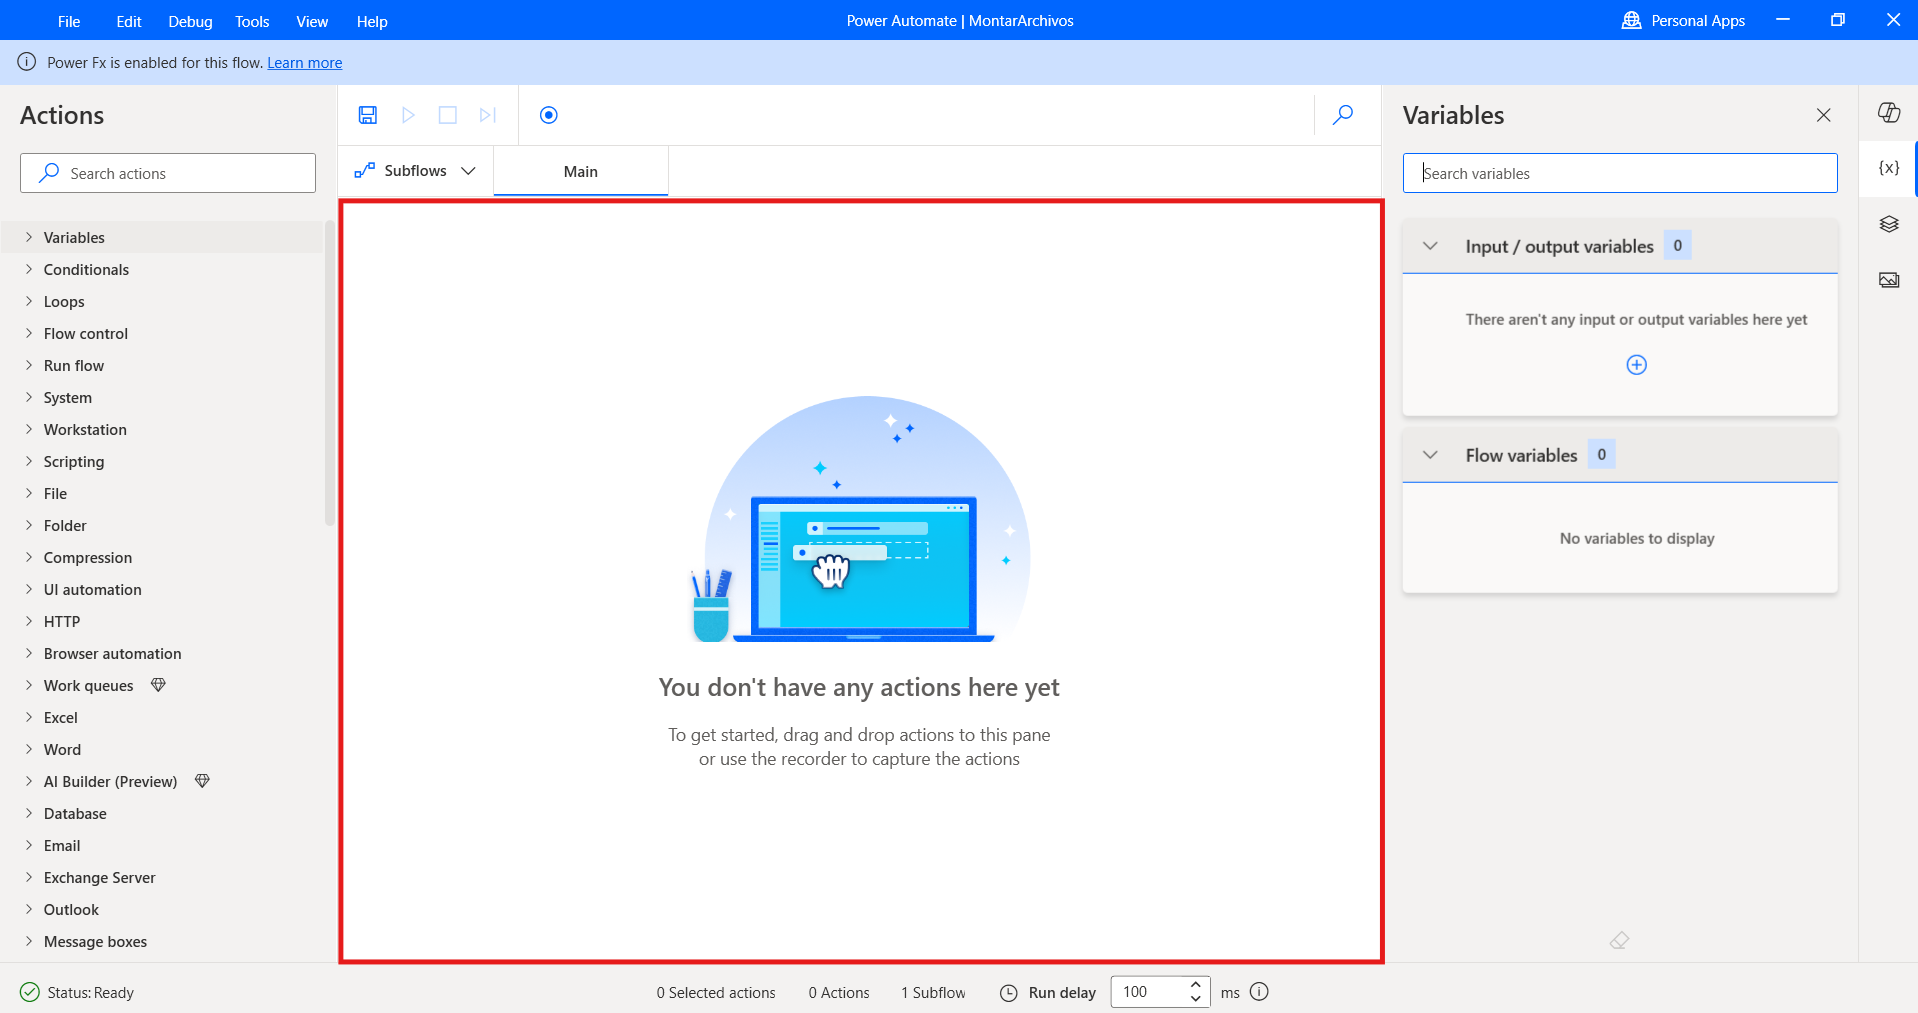 File Edit Debug Tools View Help
Power Automate | MontarArchivos
Personal Apps
Power Fx is enabled for this flow. Learn more
Actions
Search actions
Variables
Conditionals
Loops
Flow control
Run flow
System
Workstation
Scripting
File
Folder
Compression
UI automation
HTTP
Browser automation
Work queues
Excel
Word
AI Builder (Preview)
Database
Email
Exchange Server
Outlook
Message boxes
Subflows
Main
You don't have any actions here yet
To get started, drag and drop actions to this pane
or use the recorder to capture the actions
Variables
Search variables
{x}
Input / output variables 0
There aren't any input or output variables here yet
Flow variables 0
No variables to display
Status: Ready
0 Selected actions
0 Actions
1 Subflow
Run delay
100
ms